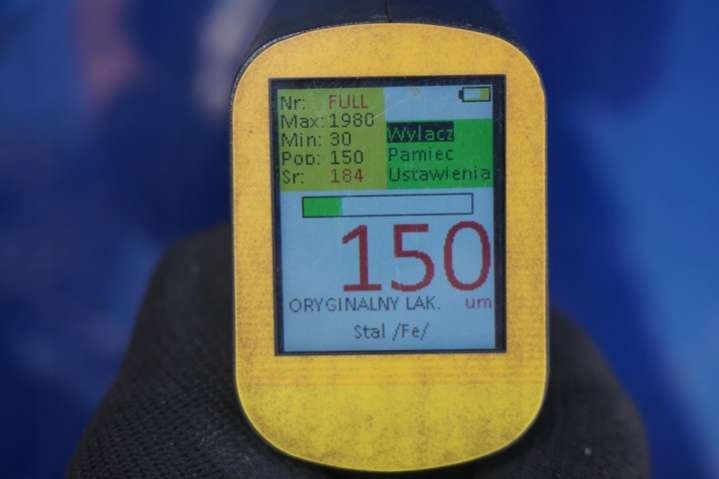 Nr: FULL
Max: 1980
Min: 30
Pop: 150
Sr: 184
Wylacz
Pamiec
Ustawienia
150
ORYGINALNY LAK. um
Stal /Fe/